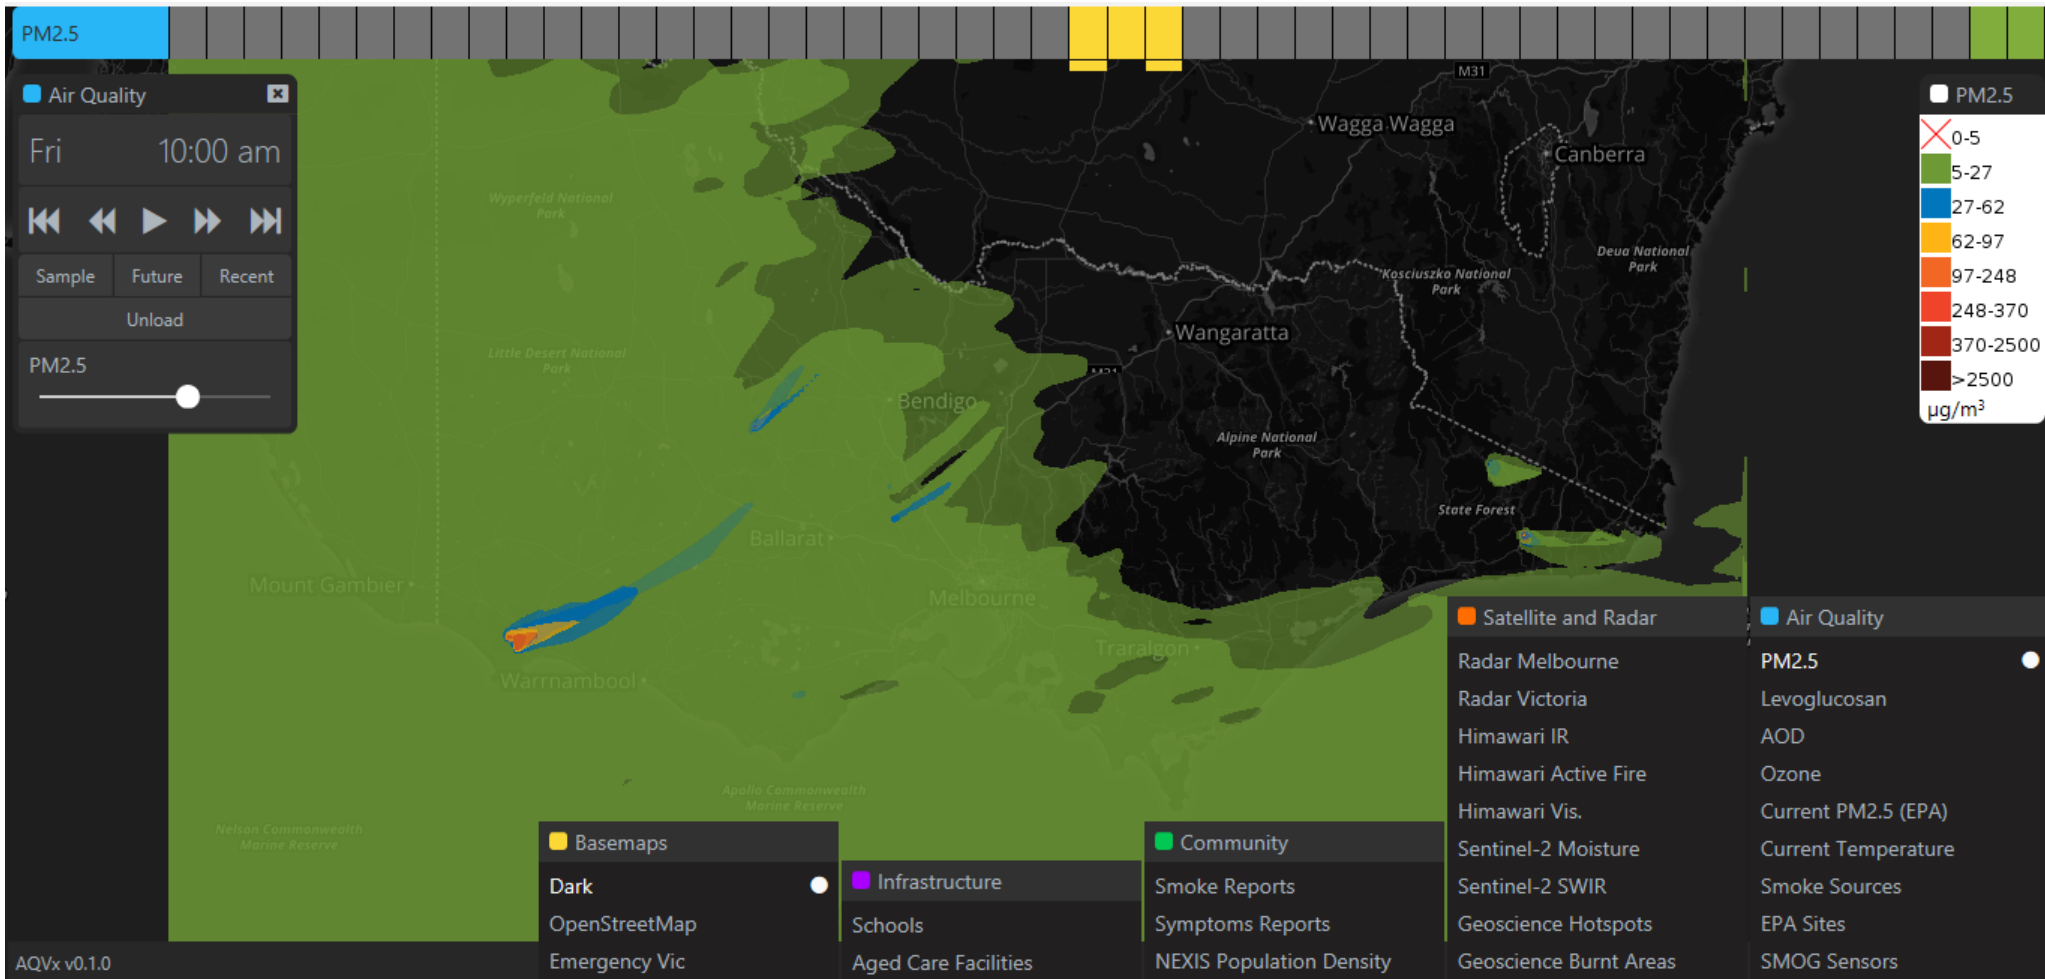 PM2.5
Air Quality
Fri 10:00 am
Sample Future Recent
Unload
PM2.5
M31
Wagga Wagga
Canberra
Wyperfeld National
Park
Deua National
Park
Kosciuszko National
Park
Wangaratta
Little Desert National
Park
M31
Bendigo
Alpine National
Park
State Forest
Ballarat
Mount Gambier
Melbourne
Traralgon
Warrnambool
Apollo Commonwealth
Marine Reserve
Nelson Commonwealth
Marine Reserve
PM2.5
0-5
5-27
27-62
62-97
97-248
248-370
370-2500
>2500
µg/m³
Basemaps
Dark
OpenStreetMap
Emergency Vic
Infrastructure
Schools
Aged Care Facilities
Community
Smoke Reports
Symptoms Reports
NEXIS Population Density
Satellite and Radar
Radar Melbourne
Radar Victoria
Himawari IR
Himawari Active Fire
Himawari Vis.
Sentinel-2 Moisture
Sentinel-2 SWIR
Geoscience Hotspots
Geoscience Burnt Areas
Air Quality
PM2.5
Levoglucosan
AOD
Ozone
Current PM2.5 (EPA)
Current Temperature
Smoke Sources
EPA Sites
SMOG Sensors
AQVx v0.1.0